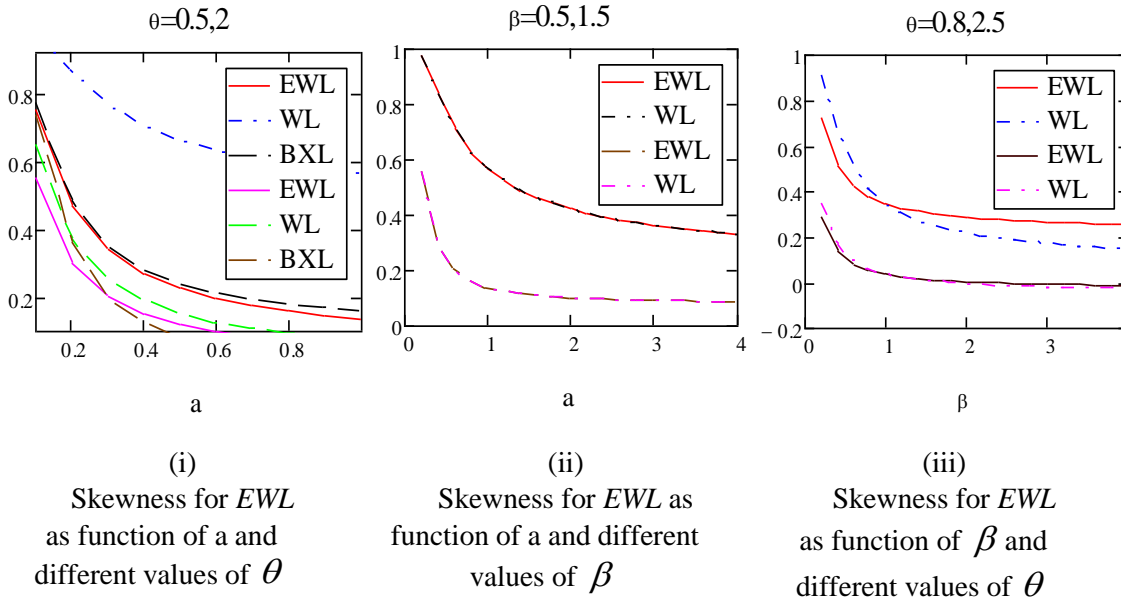 θ=0.5,2
0.8
0.6
0.4
0.2
0.2 0.4 0.6 0.8
EWL
WL
BXL
EWL
WL
BXL
a
(i)
Skewness for EWL
as function of a and
different values of θ
β=0.5,1.5
1
0.8
0.6
0.4
0.2
0
0 1 2 3 4
EWL
WL
EWL
WL
a
(ii)
Skewness for EWL as
function of a and different
values of β
θ=0.8,2.5
1
0.8
0.6
0.4
0.2
0
− 0.2
0 1 2 3
EWL
WL
EWL
WL
β
(iii)
Skewness for EWL
as function of β and
different values of θ